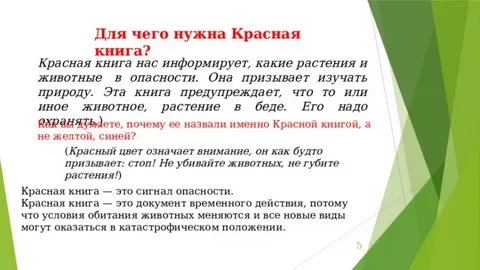 Для чего нужна Красная
книга?
Красная книга нас информирует, какие растения и
животные в опасности. Она призывает изучать
природу. Эта книга предупреждает, что то или
иное животное, растение в беде. Его надо
охранять.)
Как вы думаете, почему ее назвали именно Красной книгой, а
не желтой, синей?
(Красный цвет означает внимание, он как будто
призывает: стоп! Не убивайте животных, не губите
растения!)
Красная книга — это сигнал опасности.
Красная книга — это документ временного действия, потому
что условия обитания животных меняются и все новые виды
могут оказаться в катастрофическом положении.
5